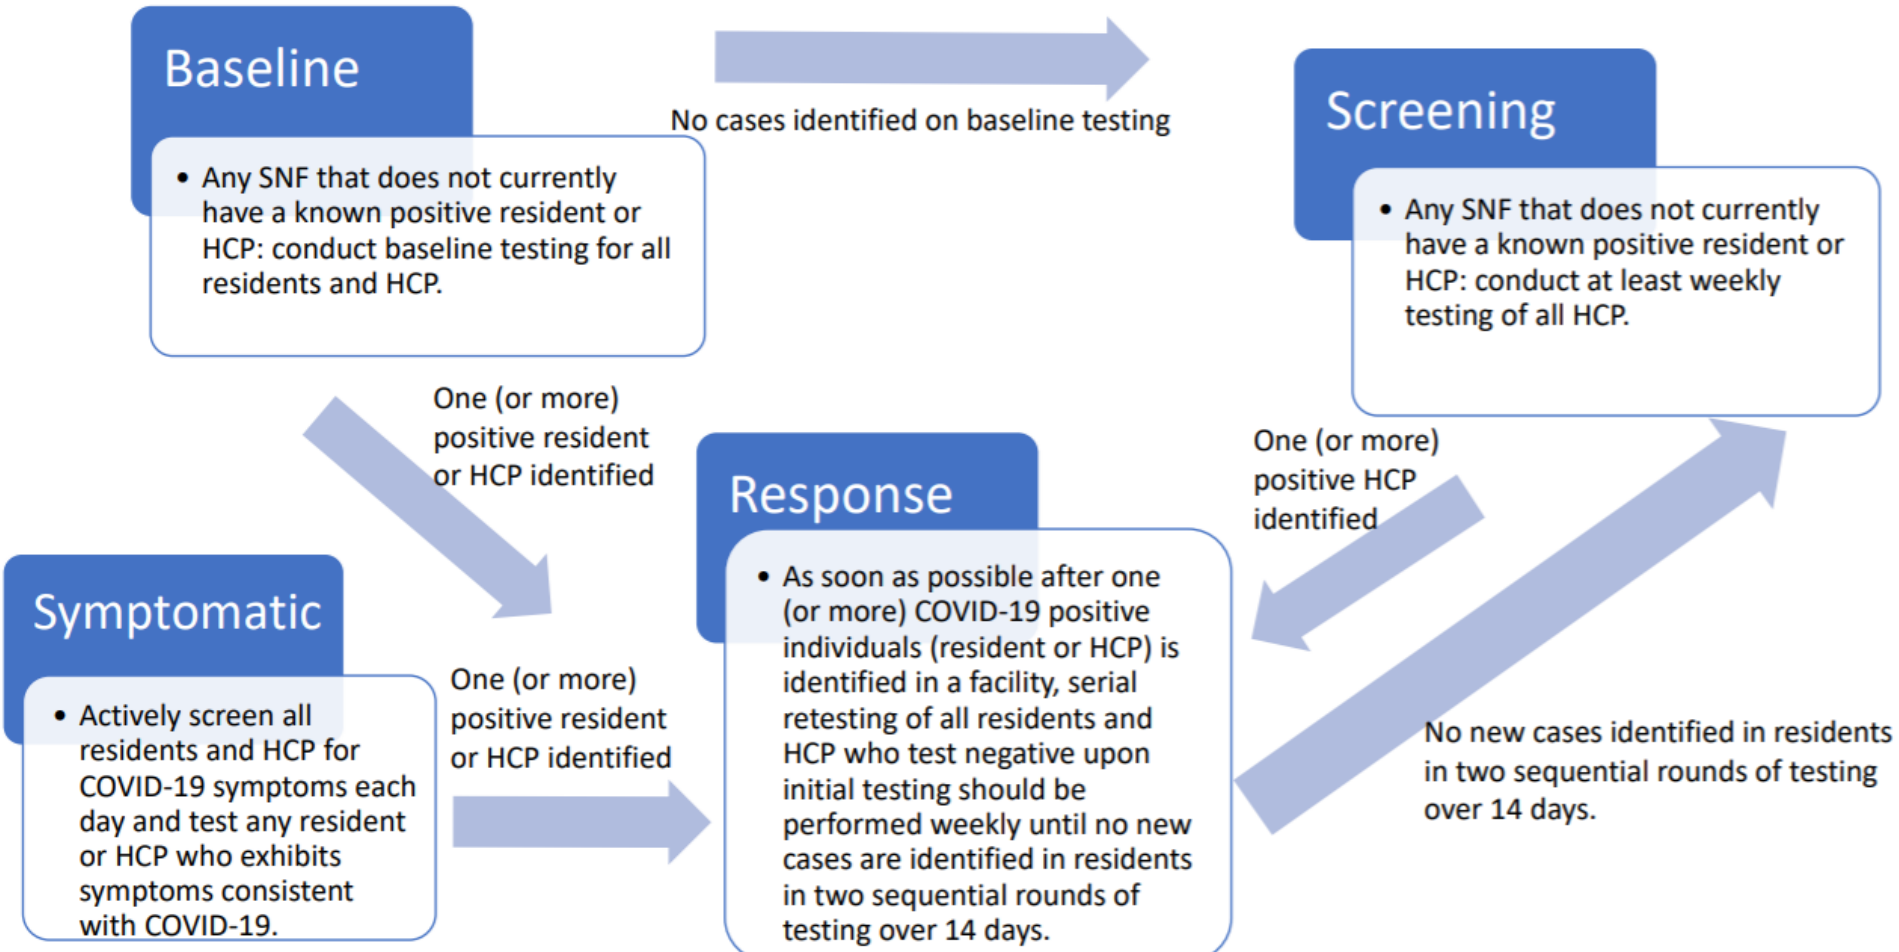 Baseline
• Any SNF that does not currently
have a known positive resident or
HCP: conduct baseline testing for all
residents and HCP.
No cases identified on baseline testing
Screening
• Any SNF that does not currently
have a known positive resident or
HCP: conduct at least weekly
testing of all HCP.
One (or more)
positive resident
or HCP identified
Symptomatic
• Actively screen all
residents and HCP for
COVID-19 symptoms each
day and test any resident
or HCP who exhibits
symptoms consistent
with COVID-19.
One (or more)
positive resident
or HCP identified
Response
• As soon as possible after one
(or more) COVID-19 positive
individuals (resident or HCP) is
identified in a facility, serial
retesting of all residents and
HCP who test negative upon
initial testing should be
performed weekly until no new
cases are identified in residents
in two sequential rounds of
testing over 14 days.
One (or more)
positive HCP
identified
No new cases identified in residents
in two sequential rounds of testing
over 14 days.